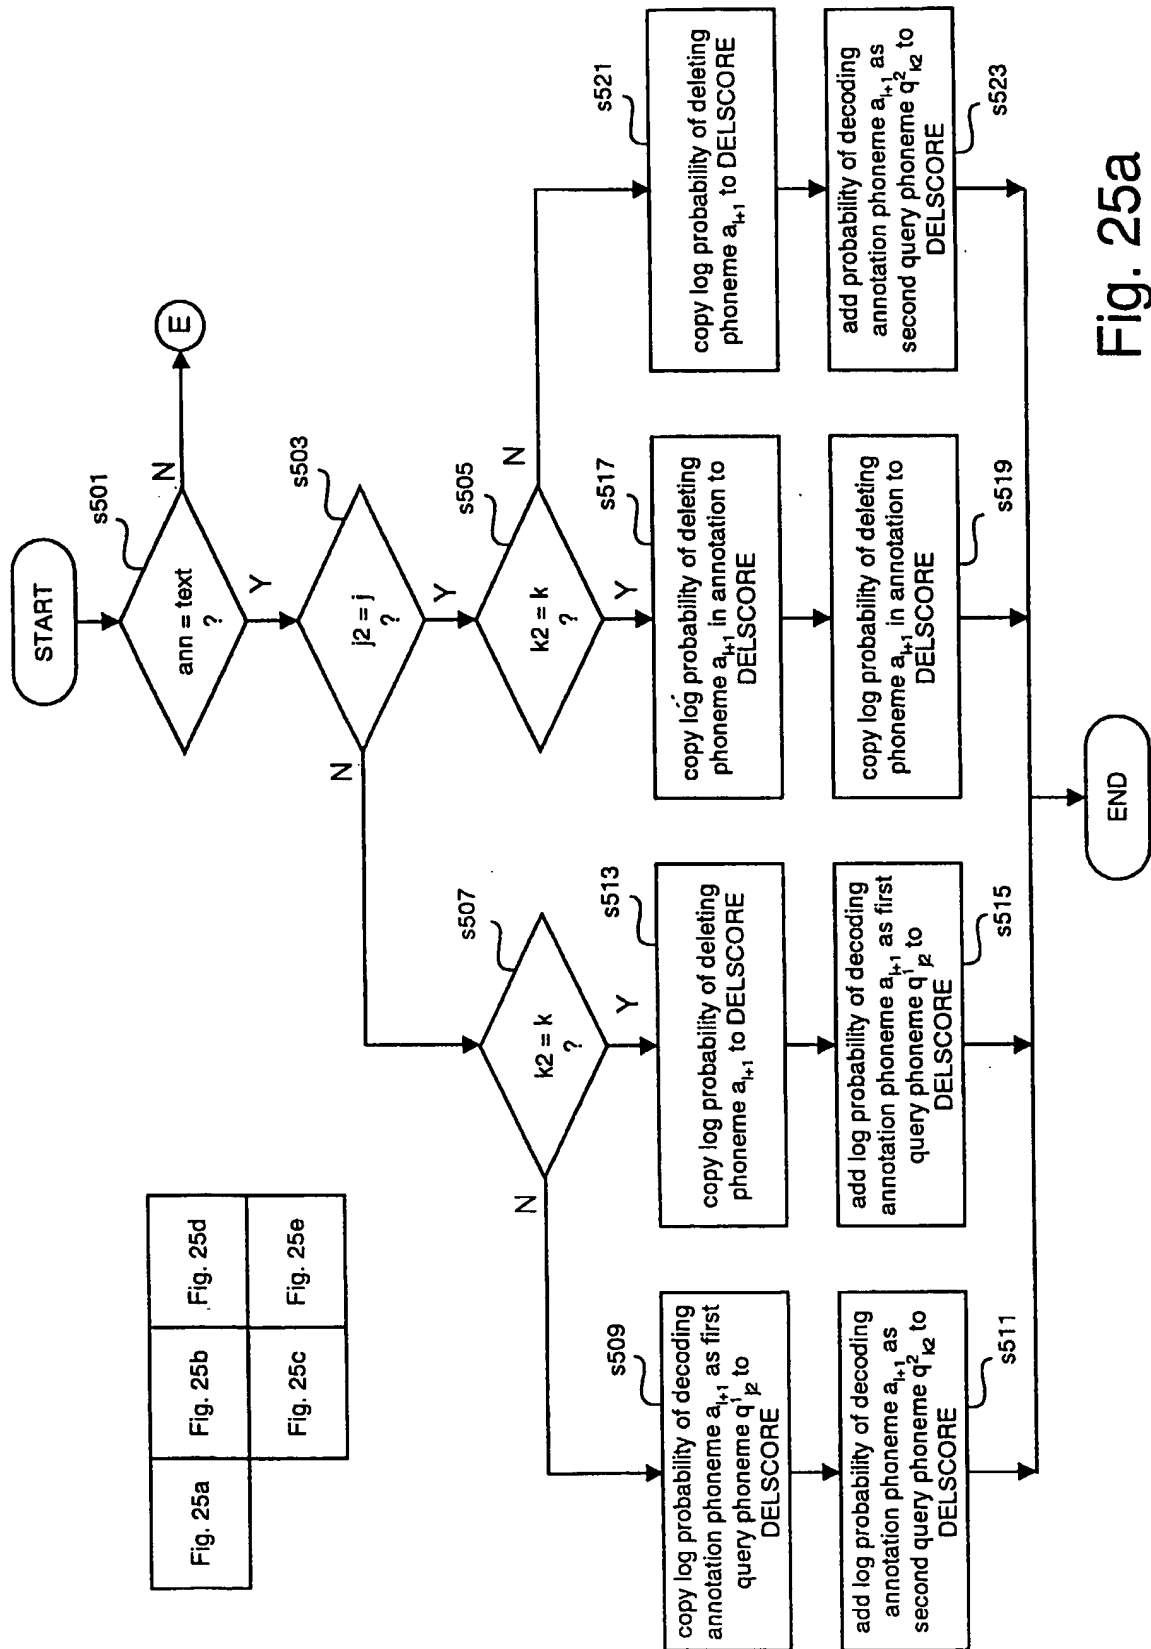 START
s501
ann = text
?
N
E
Y
s503
j2 = j
?
N
Y
s505
k2 = k
?
N
Y
s507
k2 = k
?
N
Y
s509
copy log probability of decoding
annotation phoneme a_{i+1} as first
query phoneme q^1_{j2} to
DELSCORE
s511
add log probability of decoding
annotation phoneme a_{i+1} as
second query phoneme q^2_{k2} to
DELSCORE
s513
copy log probability of deleting
phoneme a_{i+1} to DELSCORE
s515
add log probability of decoding
annotation phoneme a_{i+1} as first
query phoneme q^1_{j2} to
DELSCORE
s517
copy log probability of deleting
phoneme a_{i+1} in annotation to
DELSCORE
s519
copy log probability of deleting
phoneme a_{i+1} in annotation to
DELSCORE
s521
copy log probability of deleting
phoneme a_{i+1} to DELSCORE
s523
add probability of decoding
annotation phoneme a_{i+1} as
second query phoneme q^2_{k2} to
DELSCORE
END
Fig. 25a
Fig. 25b
Fig. 25d
Fig. 25c
Fig. 25e
Fig. 25a